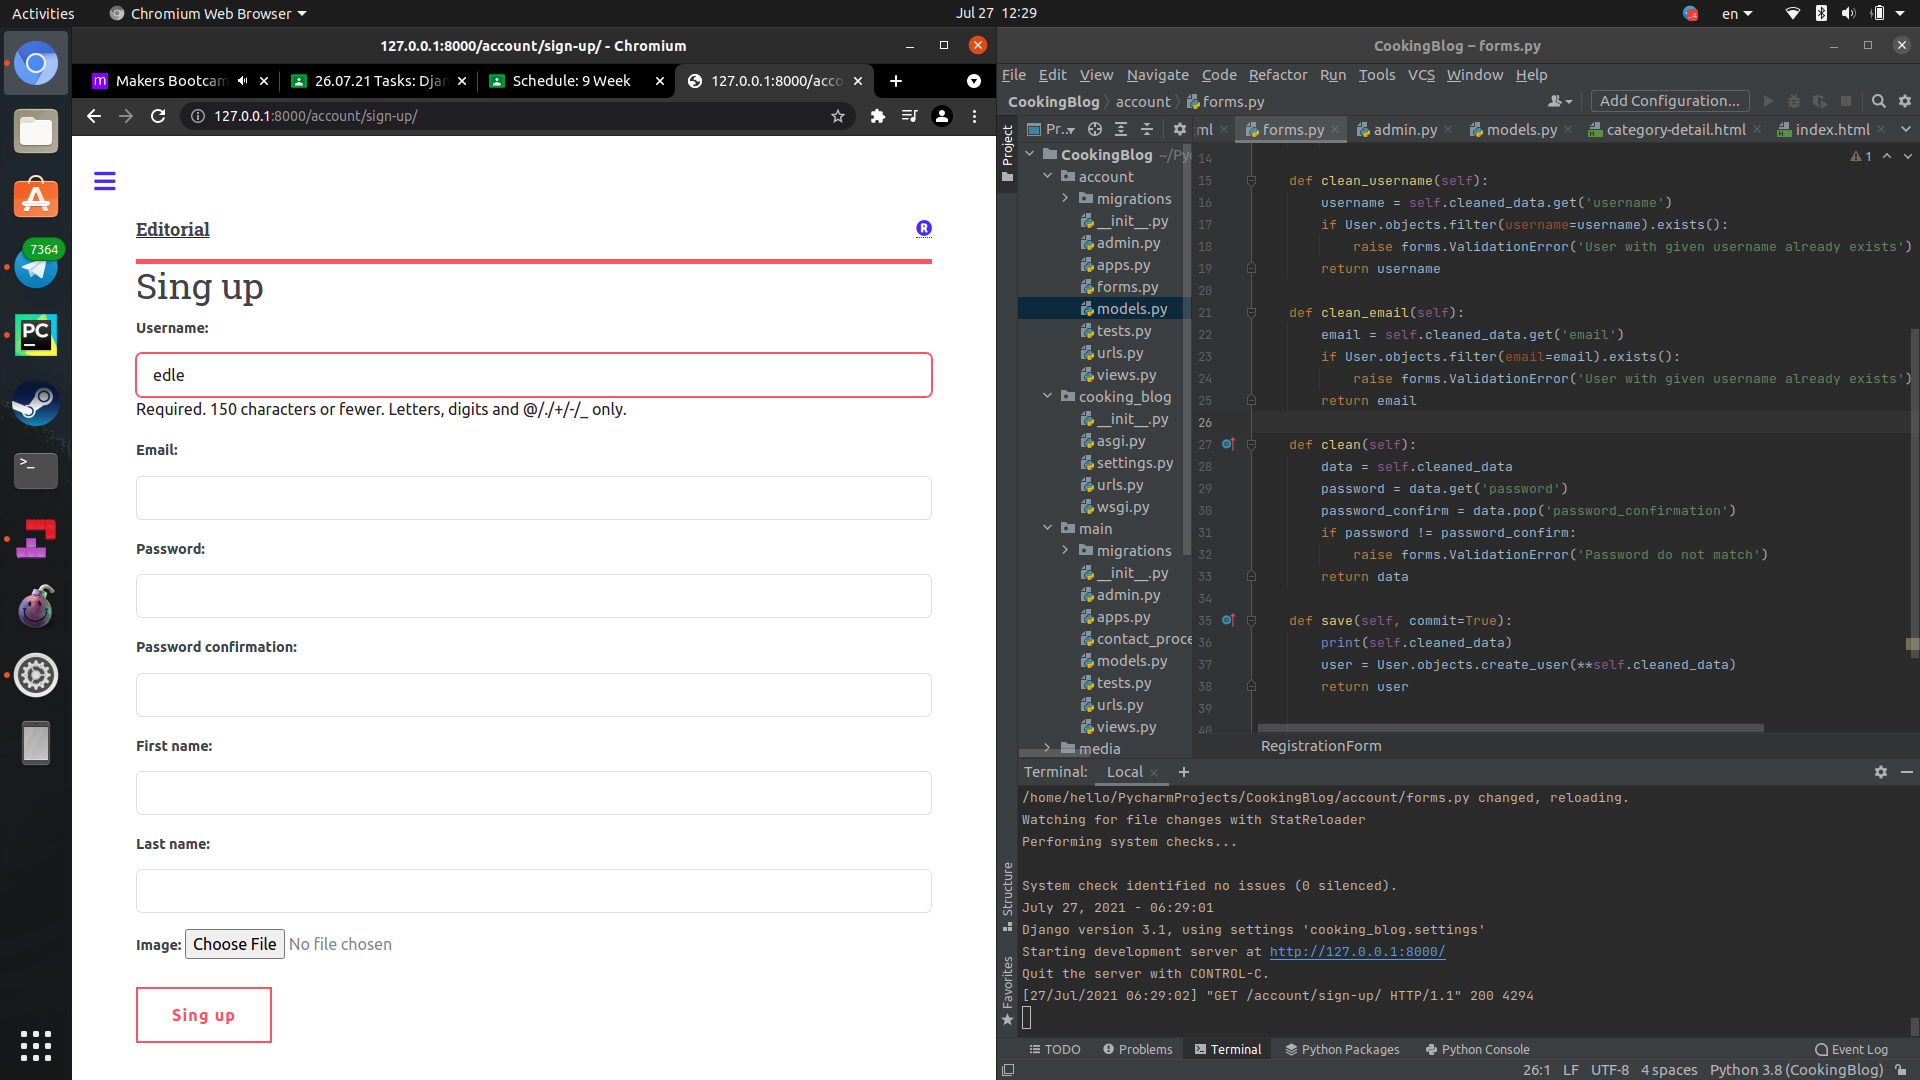 Activities
Chromium Web Browser
Jul 27 12:29
en
127.0.0.1:8000/account/sign-up/ - Chromium
Makers Bootcam
26.07.21 Tasks: Djan
Schedule: 9 Week
127.0.0.1:8000/acco
127.0.0.1:8000/account/sign-up/
7364
Editorial
R
Sing up
Username:
edle
Required. 150 characters or fewer. Letters, digits and @/./+/-/_ only.
Email:
Password:
Password confirmation:
First name:
Last name:
Image: Choose File No file chosen
Sing up
CookingBlog – forms.py
File Edit View Navigate Code Refactor Run Tools VCS Window Help
CookingBlog account forms.py
Add Configuration...
Project
Pr...
ml
forms.py
admin.py
models.py
category-detail.html
index.html
CookingBlog ~/Pyc
account
migrations
__init__.py
admin.py
apps.py
forms.py
models.py
tests.py
urls.py
views.py
cooking_blog
__init__.py
asgi.py
settings.py
urls.py
wsgi.py
main
migrations
__init__.py
admin.py
apps.py
contact_proce
models.py
tests.py
urls.py
views.py
media
1
14
15 def clean_username(self):
16 username = self.cleaned_data.get('username')
17 if User.objects.filter(username=username).exists():
18 raise forms.ValidationError('User with given username already exists')
19 return username
20
21 def clean_email(self):
22 email = self.cleaned_data.get('email')
23 if User.objects.filter(email=email).exists():
24 raise forms.ValidationError('User with given username already exists')
25 return email
26
27 def clean(self):
28 data = self.cleaned_data
29 password = data.get('password')
30 password_confirm = data.pop('password_confirmation')
31 if password != password_confirm:
32 raise forms.ValidationError('Password do not match')
33 return data
34
35 def save(self, commit=True):
36 print(self.cleaned_data)
37 user = User.objects.create_user(**self.cleaned_data)
38 return user
39
40
RegistrationForm
Terminal: Local
/home/hello/PycharmProjects/CookingBlog/account/forms.py changed, reloading.
Watching for file changes with StatReloader
Performing system checks...
System check identified no issues (0 silenced).
July 27, 2021 - 06:29:01
Django version 3.1, using settings 'cooking_blog.settings'
Starting development server at http://127.0.0.1:8000/
Quit the server with CONTROL-C.
[27/Jul/2021 06:29:02] "GET /account/sign-up/ HTTP/1.1" 200 4294
Structure
Favorites
TODO
Problems
Terminal
Python Packages
Python Console
Event Log
26:1 LF UTF-8 4 spaces Python 3.8 (CookingBlog)